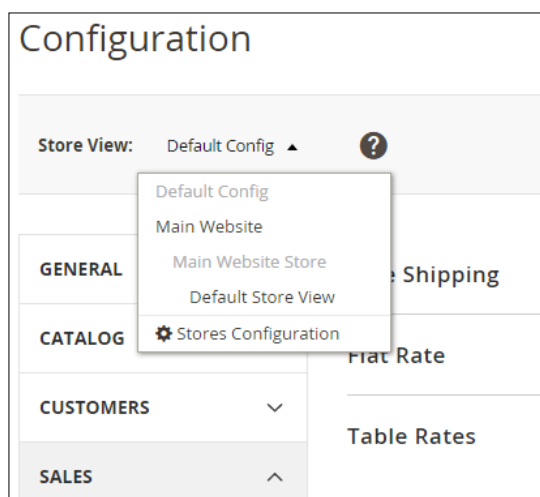 Configuration
Store View: Default Config
Default Config
Main Website
Main Website Store
Default Store View
Stores Configuration
GENERAL
Shipping
CATALOG
Flat Rate
CUSTOMERS
Table Rates
SALES